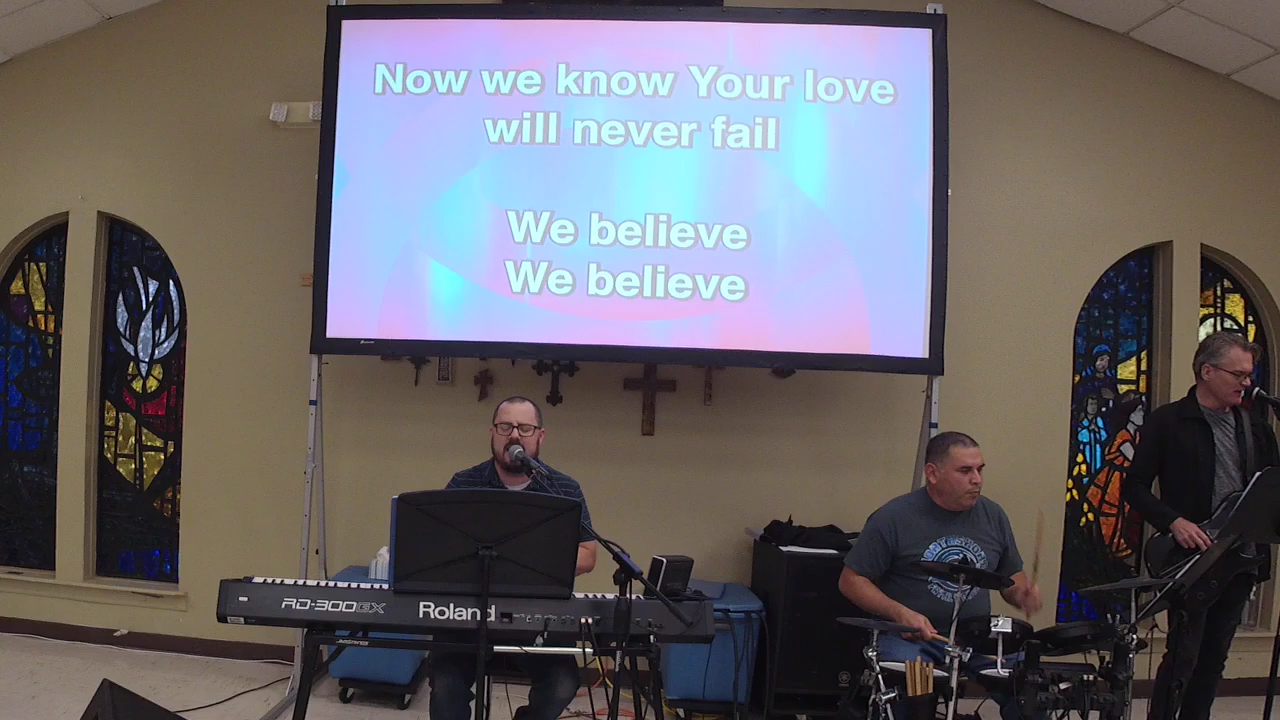 Now we know Your love
will never fail
We believe
We believe
RD-300GX
Roland